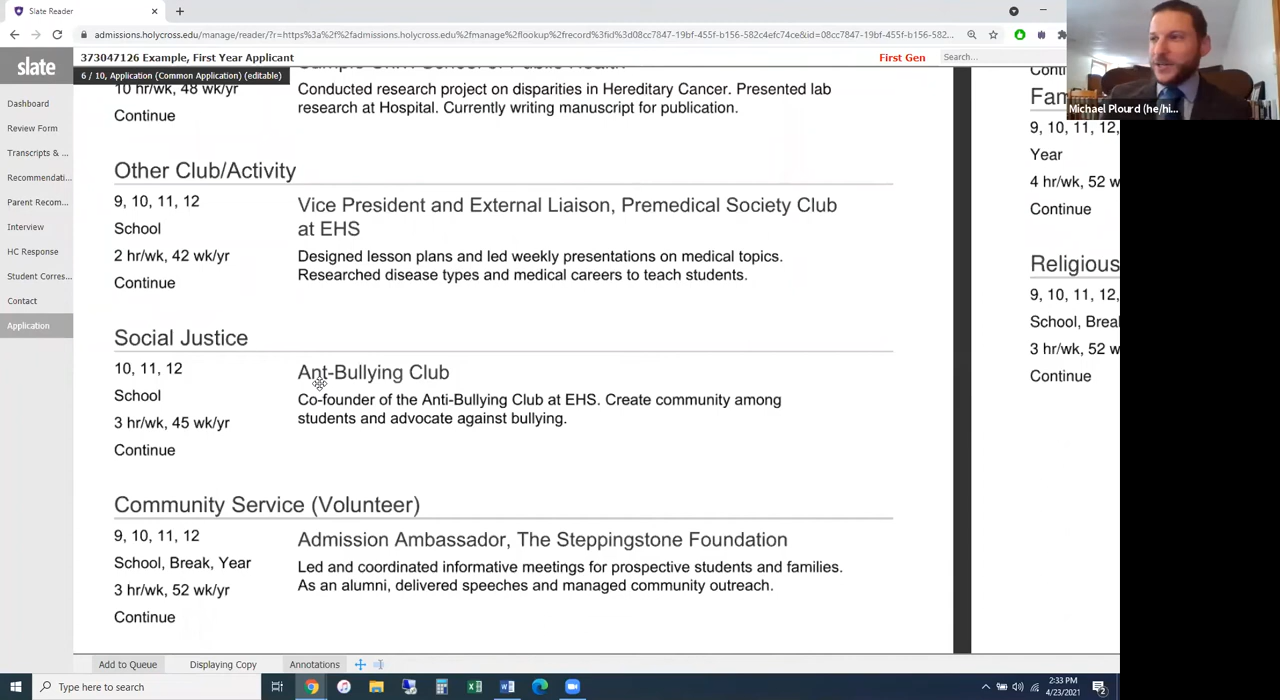 Slate Reader
admissions.holycross.edu/manage/reader/?r=https%3a%2f%2fadmissions.holycross.edu%2fmanage%2flookup%2frecord%3fid%3d08cc7847-19bf-455f-b156-582c4efc74ce&id=08cc7847-19bf-455f-b156-582...
slate
373047126 Example, First Year Applicant
First Gen
Search...
6 / 10, Application (Common Application) (editable)
Dashboard
Review Form
Transcripts & ...
Recommendati...
Parent Recom...
Interview
HC Response
Student Corres...
Contact
Application
10 hr/wk, 48 wk/yr
Continue
Conducted research project on disparities in Hereditary Cancer. Presented lab
research at Hospital. Currently writing manuscript for publication.
Other Club/Activity
9, 10, 11, 12
School
2 hr/wk, 42 wk/yr
Continue
Vice President and External Liaison, Premedical Society Club
at EHS
Designed lesson plans and led weekly presentations on medical topics.
Researched disease types and medical careers to teach students.
Social Justice
10, 11, 12
School
3 hr/wk, 45 wk/yr
Continue
Ant-Bullying Club
Co-founder of the Anti-Bullying Club at EHS. Create community among
students and advocate against bullying.
Community Service (Volunteer)
9, 10, 11, 12
School, Break, Year
3 hr/wk, 52 wk/yr
Continue
Admission Ambassador, The Steppingstone Foundation
Led and coordinated informative meetings for prospective students and families.
As an alumni, delivered speeches and managed community outreach.
Fam
9, 10, 11, 12,
Year
4 hr/wk, 52 w
Continue
Religious
9, 10, 11, 12,
School, Brea
3 hr/wk, 52 w
Continue
Michael Plourd (he/hi...
Add to Queue
Displaying Copy
Annotations
Type here to search
2:33 PM
4/23/2021
2